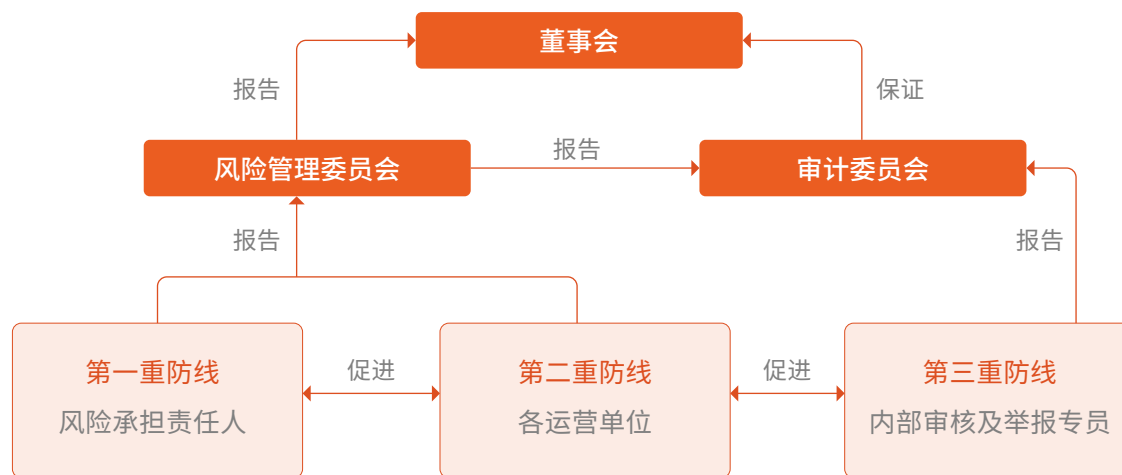 董事会
报告
保证
风险管理委员会
报告
审计委员会
报告
报告
第一重防线
风险承担责任人
促进
第二重防线
各运营单位
促进
第三重防线
内部审核及举报专员